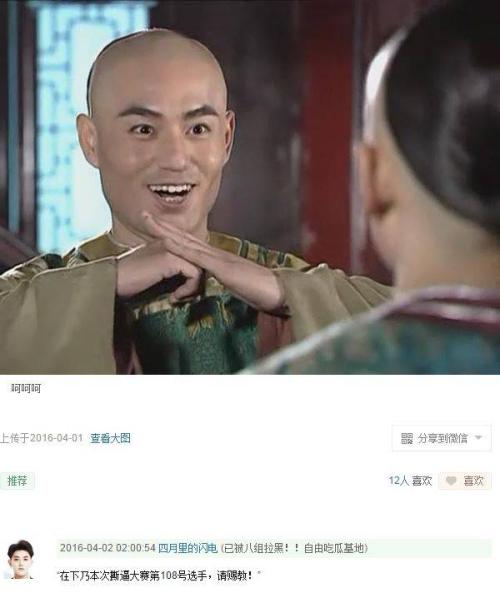 呵呵呵
上传于2016-04-01 查看大图
分享到微信
推荐
12人 喜欢
喜欢
2016-04-02 02:00:54 四月里的闪电 (已被八组拉黑！！自由吃瓜基地)
“在下乃本次撕逼大赛第108号选手，请赐教！”